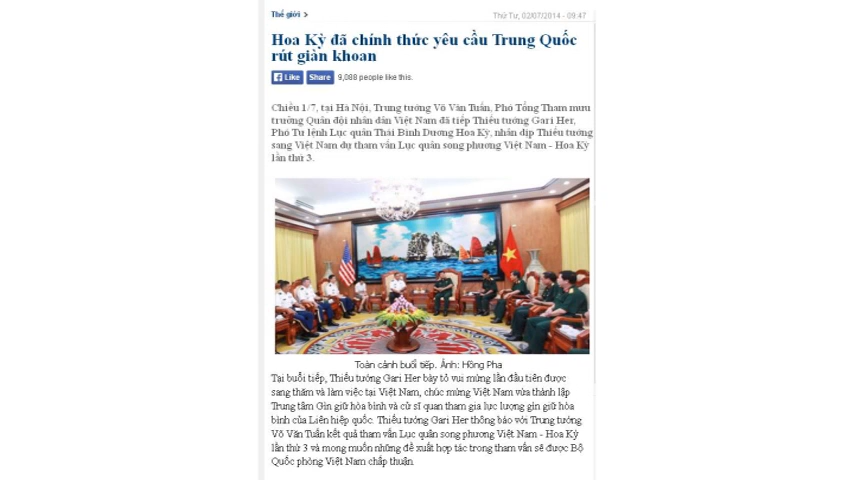 Thế giới >
Thứ Tư, 02/07/2014 - 09:47
Hoa Kỳ đã chính thức yêu cầu Trung Quốc
rút giàn khoan
Like Share 9,088 people like this.
Chiều 1/7, tại Hà Nội, Trung tướng Võ Văn Tuấn, Phó Tổng Tham mưu
trưởng Quân đội nhân dân Việt Nam đã tiếp Thiếu tướng Gari Her,
Phó Tư lệnh Lục quân Thái Bình Dương Hoa Kỳ, nhân dịp Thiếu tướng
sang Việt Nam dự tham vấn Lục quân song phương Việt Nam - Hoa Kỳ
lần thứ 3.
Toàn cảnh buổi tiếp. Ảnh: Hồng Pha
Tại buổi tiếp, Thiếu tướng Gari Her bày tỏ vui mừng lần đầu tiên được
sang thăm và làm việc tại Việt Nam, chúc mừng Việt Nam vừa thành lập
Trung tâm Gìn giữ hòa bình và cử sĩ quan tham gia lực lượng gìn giữ hòa
bình của Liên hiệp quốc. Thiếu tướng Gari Her thông báo với Trung tướng
Võ Văn Tuấn kết quả tham vấn Lục quân song phương Việt Nam - Hoa Kỳ
lần thứ 3 và mong muốn những đề xuất hợp tác trong tham vấn sẽ được Bộ
Quốc phòng Việt Nam chấp thuận.